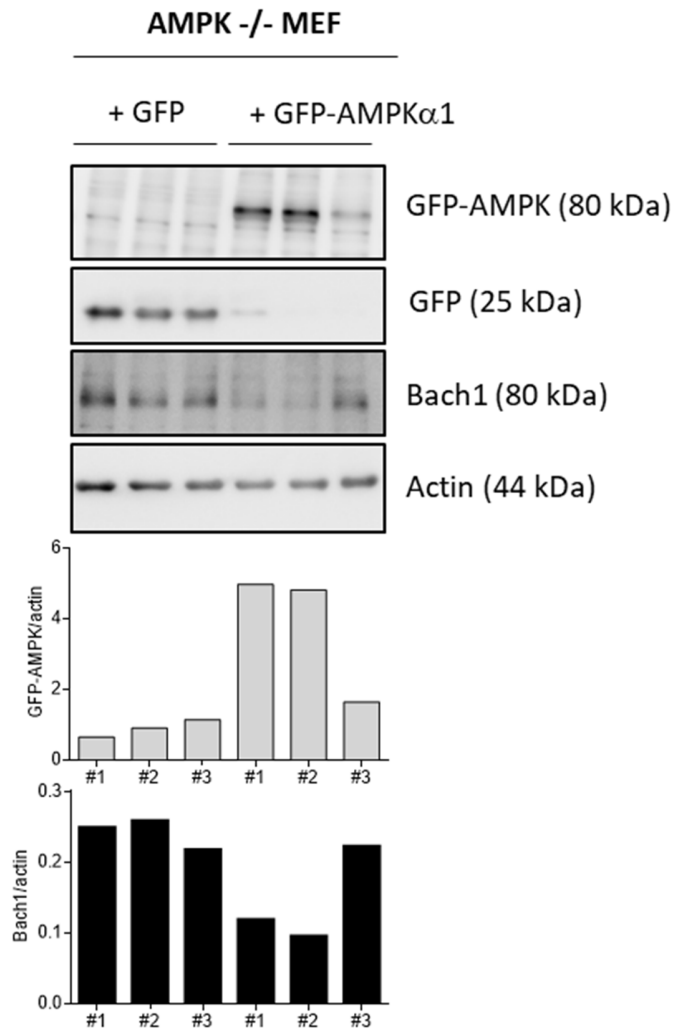 AMPK -/- MEF
+ GFP
+ GFP-AMPKα1
GFP-AMPK (80 kDa)
GFP (25 kDa)
Bach1 (80 kDa)
Actin (44 kDa)
GFP-AMPK/actin
6
4
2
0
#1 #2 #3 #1 #2 #3
Bach1/actin
0.3
0.2
0.1
0.0
#1 #2 #3 #1 #2 #3